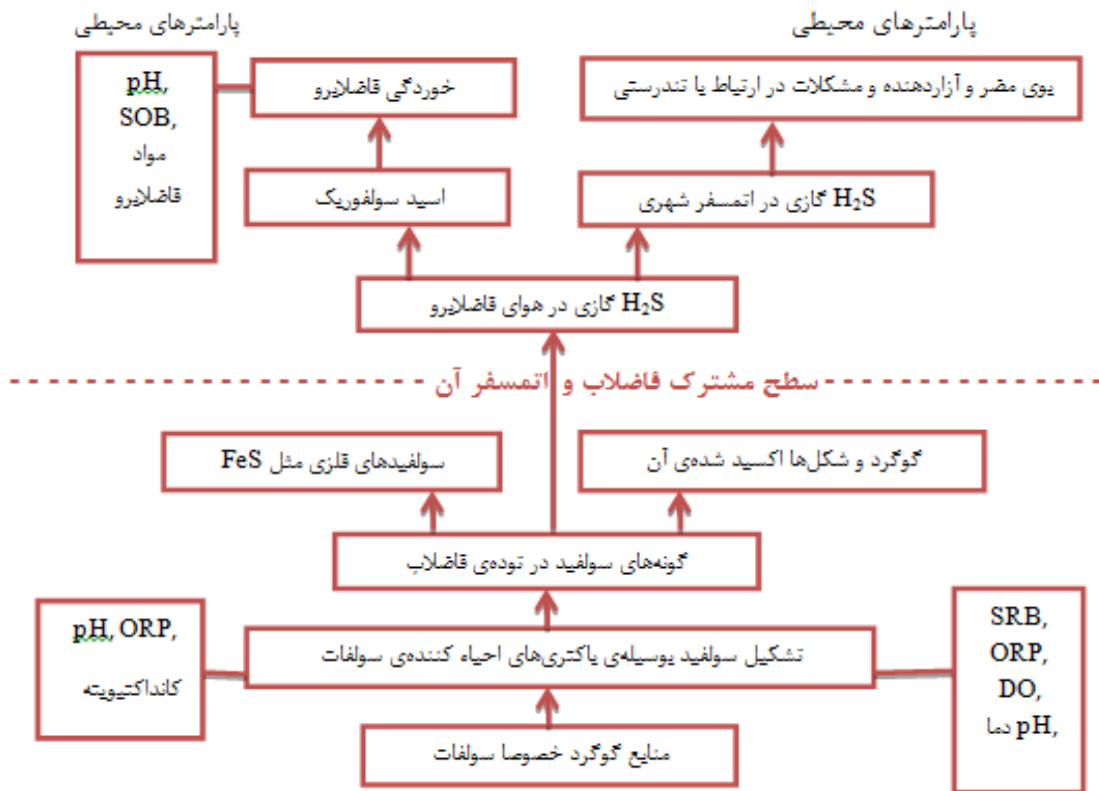 پارامترهای محیطی
پارامترهای محیطی
بوی مضر و آزاردهنده و مشکلات در ارتباط با تندرستی
خوردگی فاضلابرو
pH,
SOB,
مواد
فاضلابرو
H₂S گازی در اتمسفر شهری
اسید سولفوریک
H₂S گازی در هوای فاضلابرو
سطح مشترک فاضلاب و اتمسفر آن
گوگرد و شکل‌ها اکسید شده‌ی آن
سولفیدهای فلزی مثل FeS
گونه‌های سولفید در توده‌ی فاضلاب
SRB,
ORP,
DO,
pH, دما
تشکیل سولفید بوسیله‌ی باکتری‌های احیاء کننده‌ی سولفات
pH, ORP,
کانداکتیویته
منابع گوگرد خصوصا سولفات